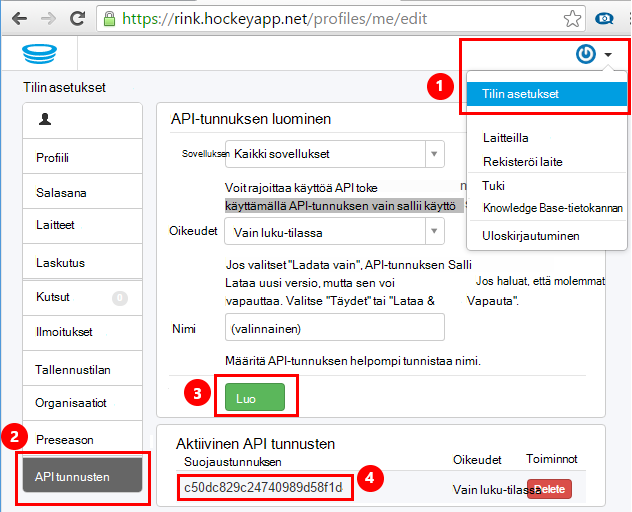 https://rink.hockeyapp.net/profiles/me/edit
1
Tilin asetukset
Tilin asetukset
Laitteilla
Rekisteröi laite
Tuki
Knowledge Base-tietokannan
Uloskirjautuminen
Profiili
Salasana
Laitteet
Laskutus
Kutsut 0
Ilmoitukset
Tallennustilan
Organisaatiot
Preseason
2
API tunnusten
API-tunnuksen luominen
Sovelluksen Kaikki sovellukset
Voit rajoittaa käyttöä API toke
käyttämällä API-tunnuksen vain sallii käyttö
Oikeudet Vain luku-tilassa
Jos valitset "Ladata vain", API-tunnuksen Salli
Lataa uusi versio, mutta sen voi
Jos haluat, että molemmat
vapauttaa. Valitse "Täydet" tai "Lataa & Vapauta".
Nimi (valinnainen)
Määritä API-tunnuksen helpompi tunnistaa nimi.
3
Luo
Aktiivinen API tunnusten
Suojaustunnuksen Oikeudet Toiminnot
c50dc829c24740989d58f1d 4 Vain luku-tilassa Delete